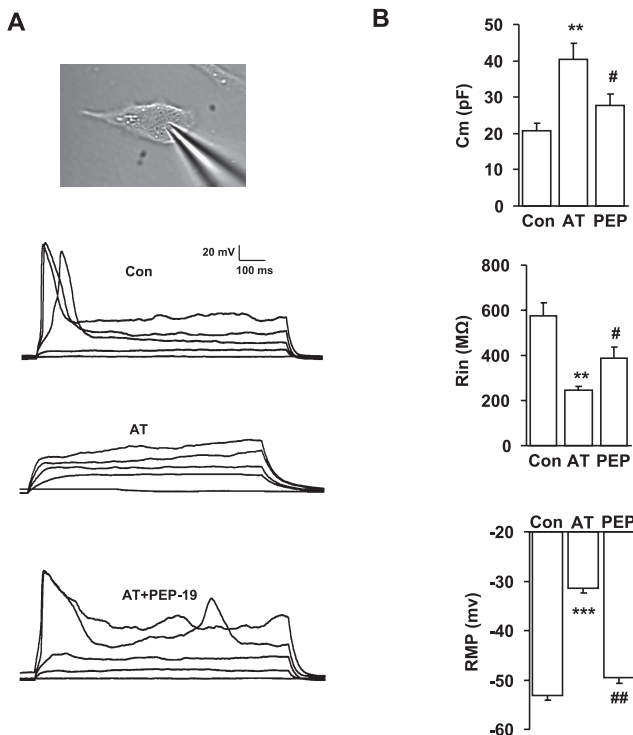 A
20 mV
100 ms
Con
AT
AT+PEP-19
B
Cm (pF)
50
40
30
20
10
0
**
#
Con AT PEP
Rin (MΩ)
800
600
400
200
0
**
#
Con AT PEP
RMP (mv)
Con AT PEP
-20
-30
-40
-50
-60
***
##